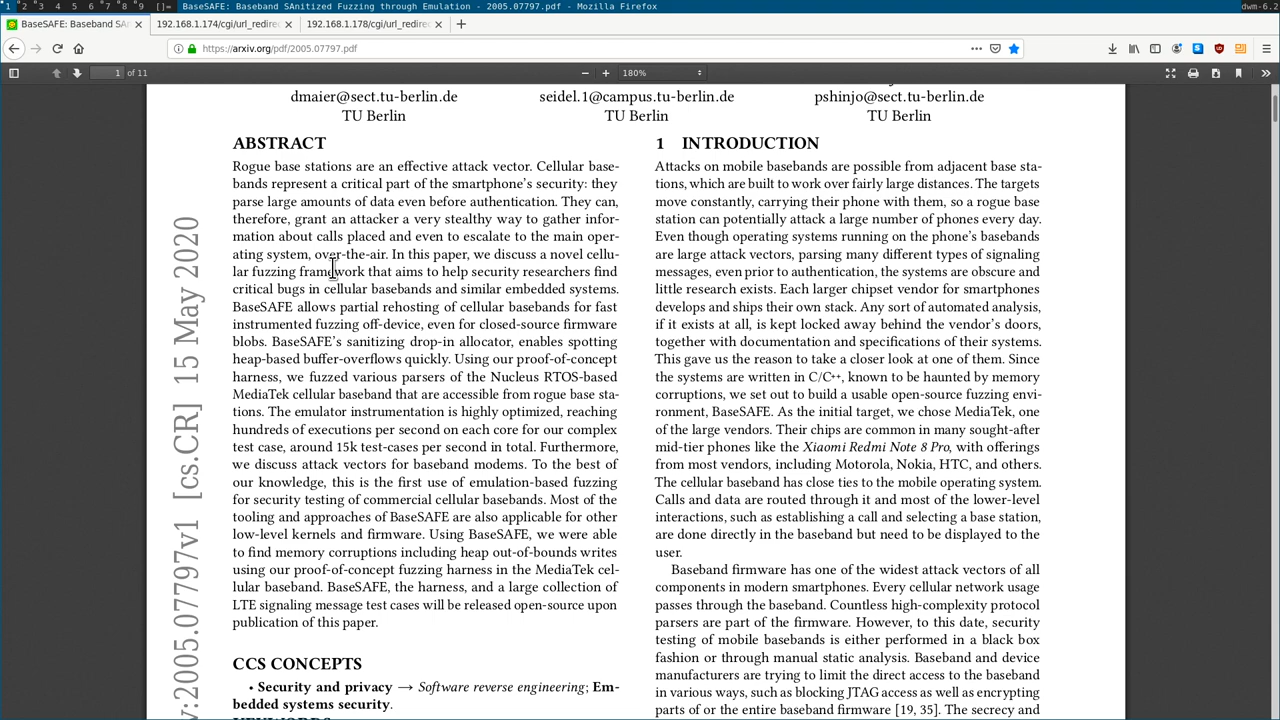 1 2 3 4 5 6 7 8 9 []= BaseSAFE: Baseband SAnitized Fuzzing through Emulation - 2005.07797.pdf - Mozilla Firefox dwm-6.2
BaseSAFE: Baseband SAn 192.168.1.174/cgi/url_redirec 192.168.1.178/cgi/url_redirec
https://arxiv.org/pdf/2005.07797.pdf
1 of 11 180%
dmaier@sect.tu-berlin.de seidel.1@campus.tu-berlin.de pshinjo@sect.tu-berlin.de
TU Berlin TU Berlin TU Berlin
v:2005.07797v1 [cs.CR] 15 May 2020
ABSTRACT
Rogue base stations are an effective attack vector. Cellular base-
bands represent a critical part of the smartphone's security: they
parse large amounts of data even before authentication. They can,
therefore, grant an attacker a very stealthy way to gather infor-
mation about calls placed and even to escalate to the main oper-
ating system, over-the-air. In this paper, we discuss a novel cellu-
lar fuzzing framework that aims to help security researchers find
critical bugs in cellular basebands and similar embedded systems.
BaseSAFE allows partial rehosting of cellular basebands for fast
instrumented fuzzing off-device, even for closed-source firmware
blobs. BaseSAFE's sanitizing drop-in allocator, enables spotting
heap-based buffer-overflows quickly. Using our proof-of-concept
harness, we fuzzed various parsers of the Nucleus RTOS-based
MediaTek cellular baseband that are accessible from rogue base sta-
tions. The emulator instrumentation is highly optimized, reaching
hundreds of executions per second on each core for our complex
test case, around 15k test-cases per second in total. Furthermore,
we discuss attack vectors for baseband modems. To the best of
our knowledge, this is the first use of emulation-based fuzzing
for security testing of commercial cellular basebands. Most of the
tooling and approaches of BaseSAFE are also applicable for other
low-level kernels and firmware. Using BaseSAFE, we were able
to find memory corruptions including heap out-of-bounds writes
using our proof-of-concept fuzzing harness in the MediaTek cel-
lular baseband. BaseSAFE, the harness, and a large collection of
LTE signaling message test cases will be released open-source upon
publication of this paper.
CCS CONCEPTS
• Security and privacy → Software reverse engineering; Em-
bedded systems security.
KEYWORDS
1 INTRODUCTION
Attacks on mobile basebands are possible from adjacent base sta-
tions, which are built to work over fairly large distances. The targets
move constantly, carrying their phone with them, so a rogue base
station can potentially attack a large number of phones every day.
Even though operating systems running on the phone's basebands
are large attack vectors, parsing many different types of signaling
messages, even prior to authentication, the systems are obscure and
little research exists. Each larger chipset vendor for smartphones
develops and ships their own stack. Any sort of automated analysis,
if it exists at all, is kept locked away behind the vendor's doors,
together with documentation and specifications of their systems.
This gave us the reason to take a closer look at one of them. Since
the systems are written in C/C++, known to be haunted by memory
corruptions, we set out to build a usable open-source fuzzing envi-
ronment, BaseSAFE. As the initial target, we chose MediaTek, one
of the large vendors. Their chips are common in many sought-after
mid-tier phones like the Xiaomi Redmi Note 8 Pro, with offerings
from most vendors, including Motorola, Nokia, HTC, and others.
The cellular baseband has close ties to the mobile operating system.
Calls and data are routed through it and most of the lower-level
interactions, such as establishing a call and selecting a base station,
are done directly in the baseband but need to be displayed to the
user.
Baseband firmware has one of the widest attack vectors of all
components in modern smartphones. Every cellular network usage
passes through the baseband. Countless high-complexity protocol
parsers are part of the firmware. However, to this date, security
testing of mobile basebands is either performed in a black box
fashion or through manual static analysis. Baseband and device
manufacturers are trying to limit the direct access to the baseband
in various ways, such as blocking JTAG access as well as encrypting
parts of or the entire baseband firmware [19, 35]. The secrecy and